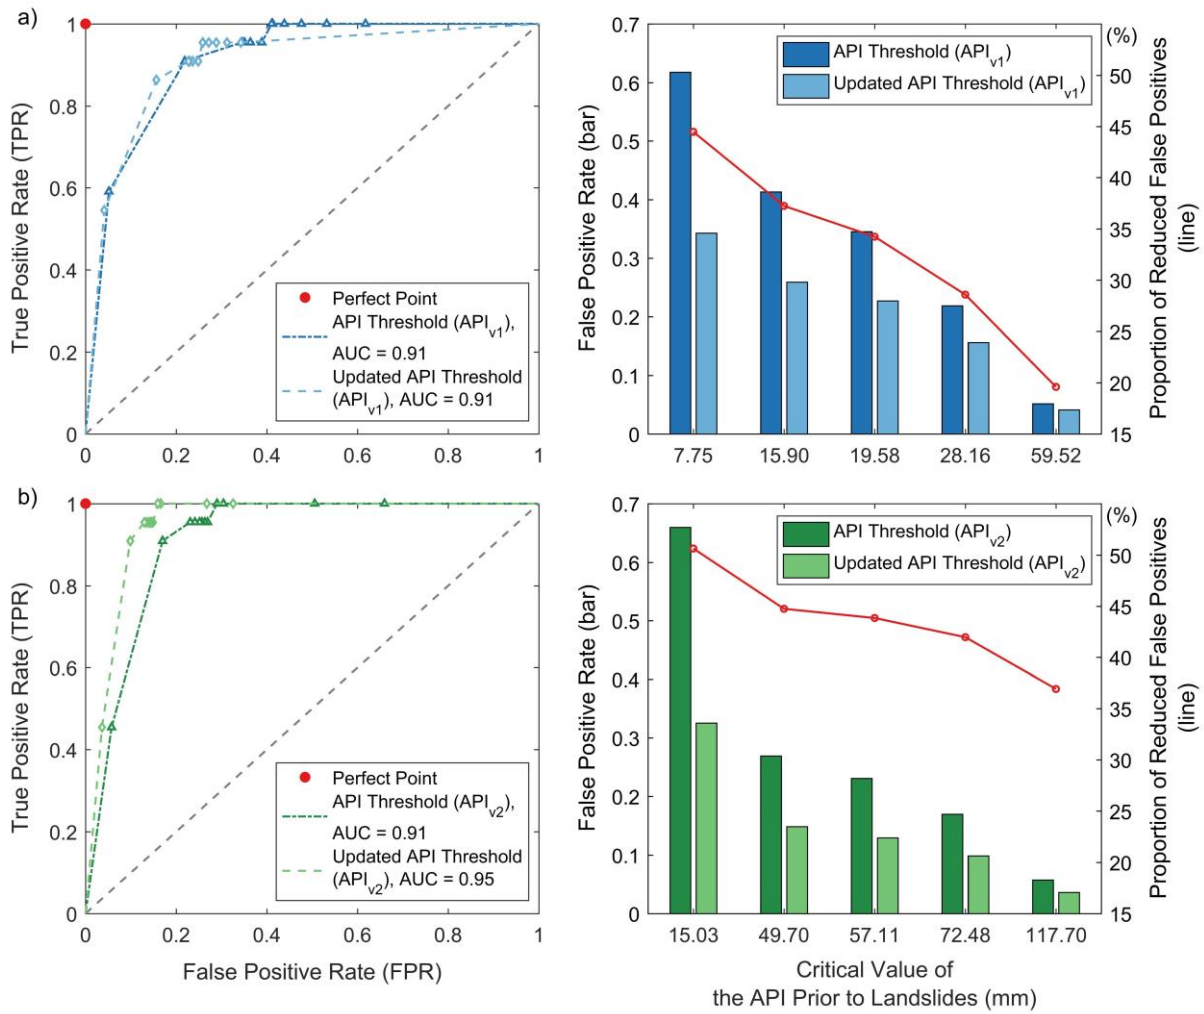 a)
1
0.8
0.6
0.4
0.2
0
True Positive Rate (TPR)
0
0.2
0.4
0.6
0.8
1
Perfect Point
API Threshold (API_v1),
AUC = 0.91
Updated API Threshold
(API_v1), AUC = 0.91
0.7
0.6
0.5
0.4
0.3
0.2
0.1
0
False Positive Rate (bar)
API Threshold (API_v1)
Updated API Threshold (API_v1)
7.75
15.90
19.58
28.16
59.52
(%)
50
45
40
35
30
25
20
15
Proportion of Reduced False Positives
(line)
b)
1
0.8
0.6
0.4
0.2
0
True Positive Rate (TPR)
0
0.2
0.4
0.6
0.8
1
False Positive Rate (FPR)
Perfect Point
API Threshold (API_v2),
AUC = 0.91
Updated API Threshold
(API_v2), AUC = 0.95
0.7
0.6
0.5
0.4
0.3
0.2
0.1
0
False Positive Rate (bar)
API Threshold (API_v2)
Updated API Threshold (API_v2)
15.03
49.70
57.11
72.48
117.70
Critical Value of
the API Prior to Landslides (mm)
(%)
50
45
40
35
30
25
20
15
Proportion of Reduced False Positives
(line)